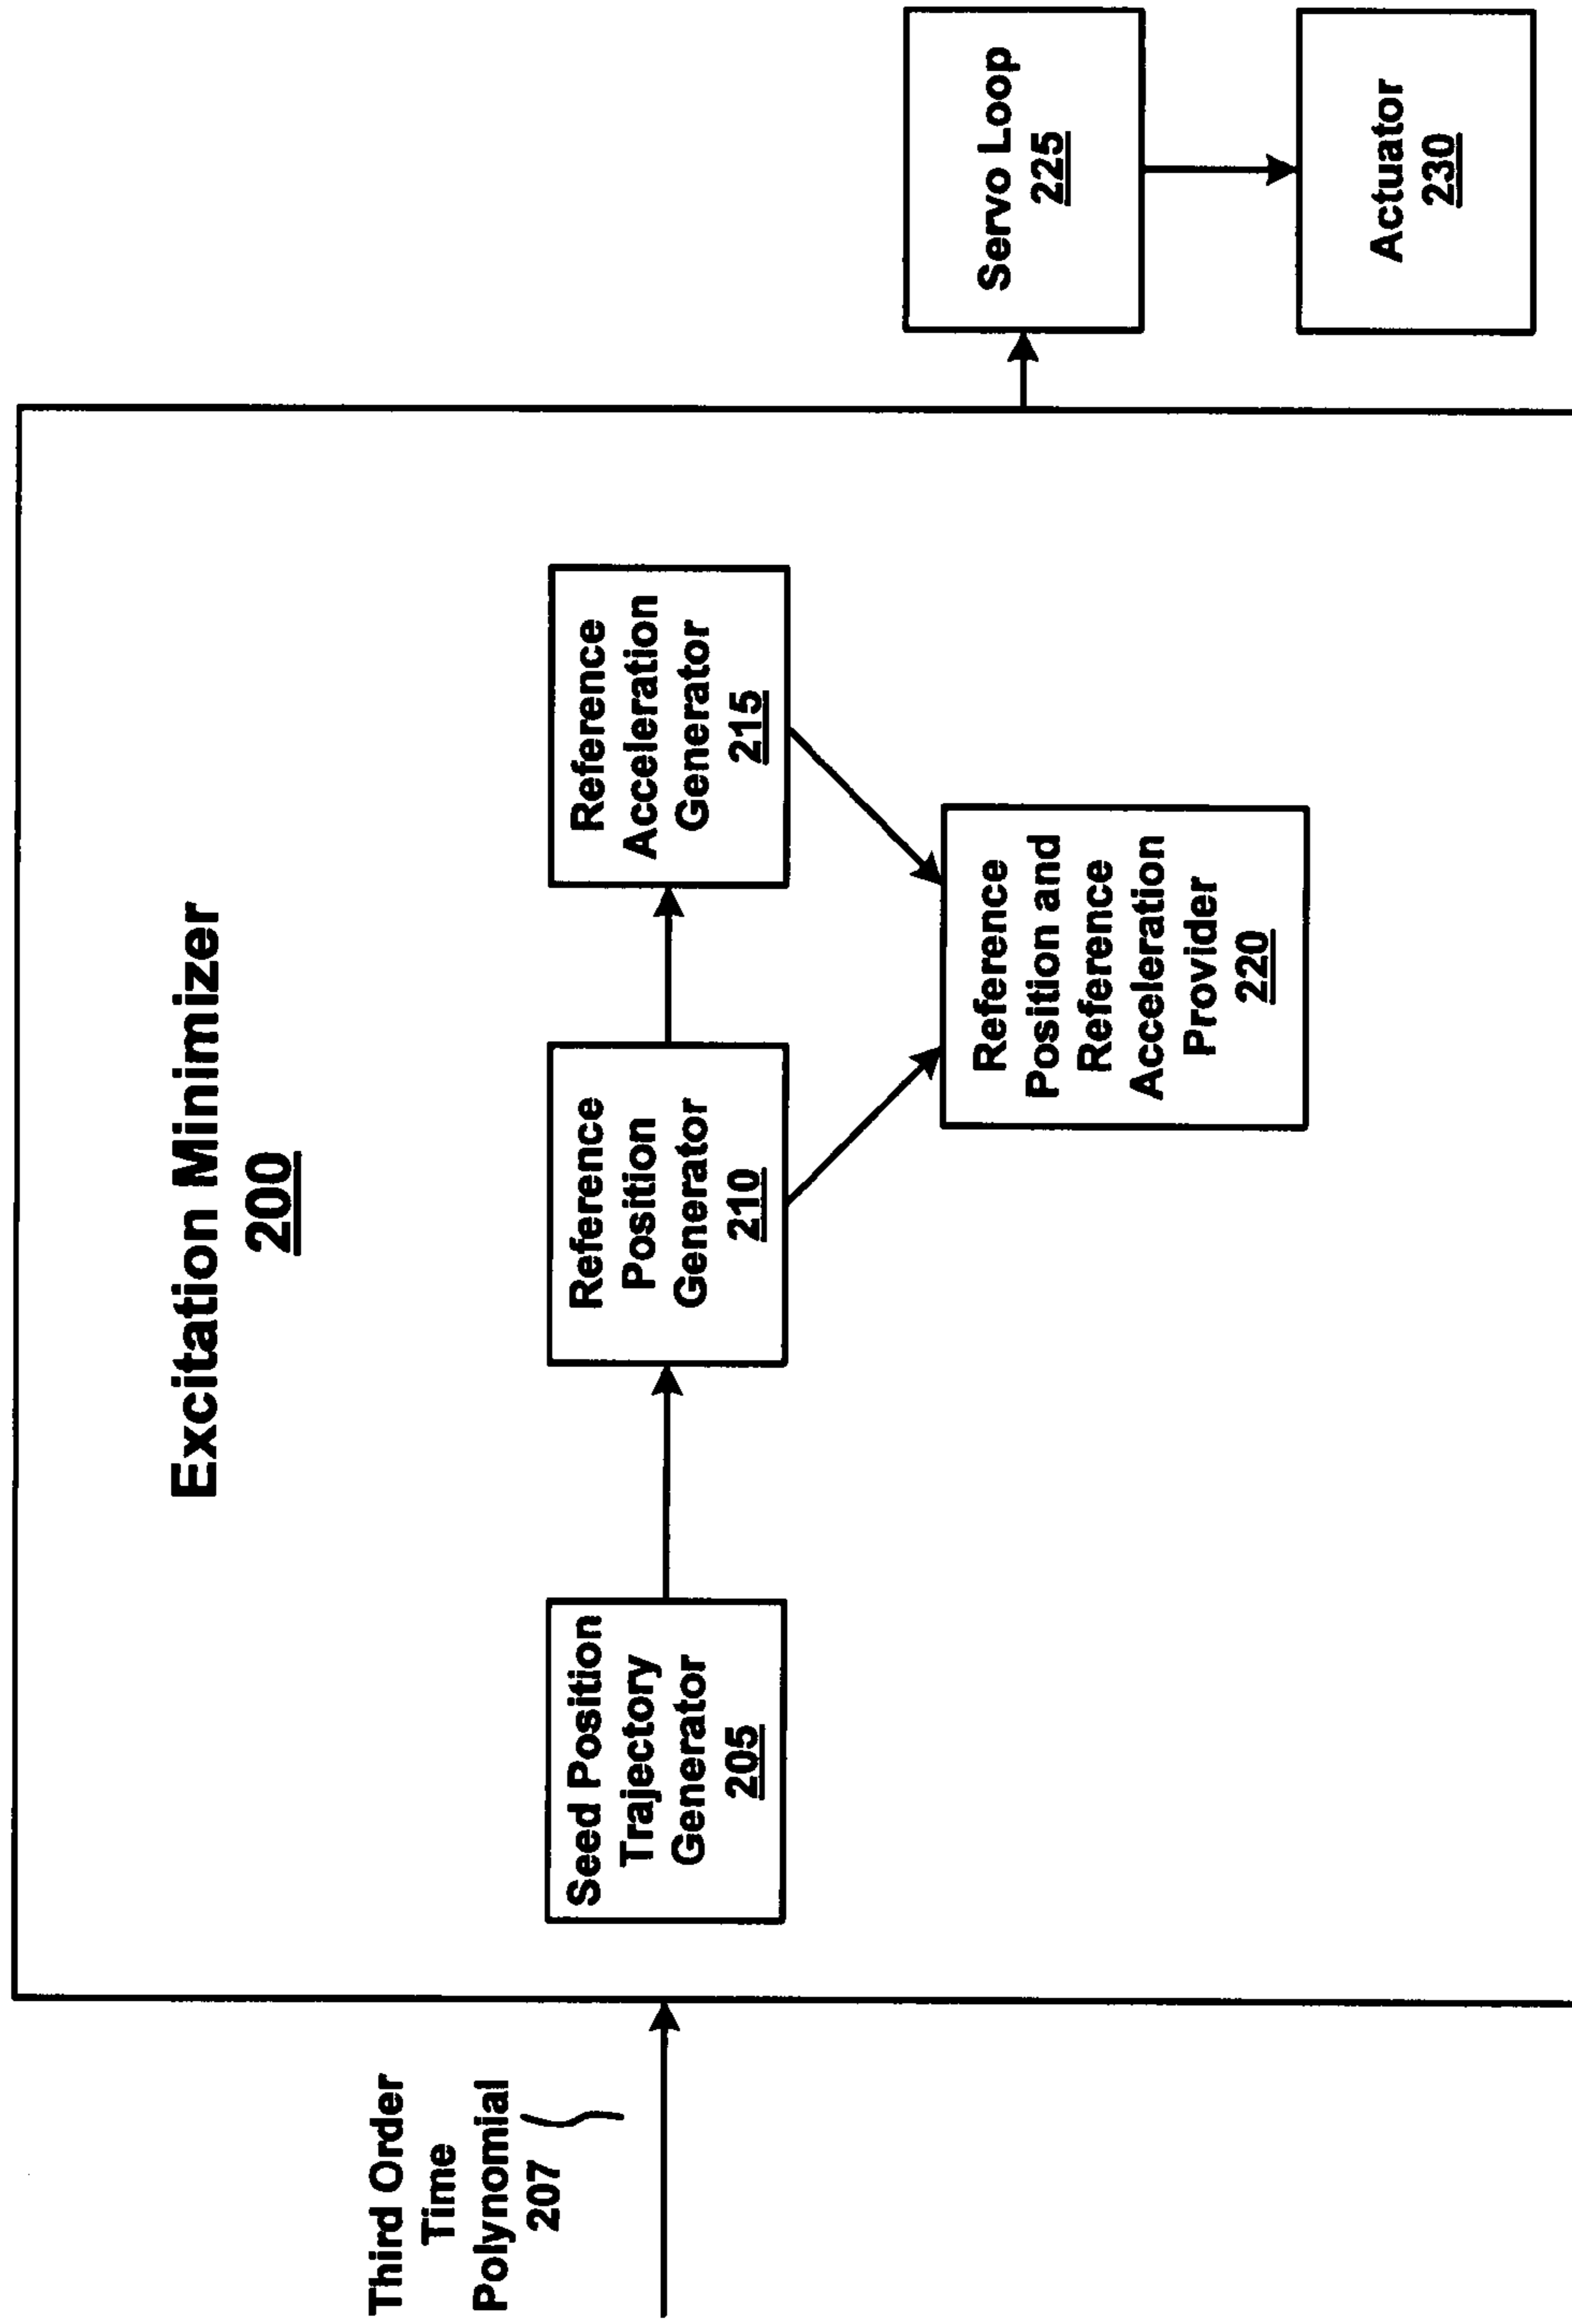 Excitation Minimizer
200
Third Order
Time
Polynomial
207
Seed Position
Trajectory
Generator
205
Reference
Position
Generator
210
Reference
Acceleration
Generator
215
Reference
Position and
Reference
Acceleration
Provider
220
Servo Loop
225
Actuator
230